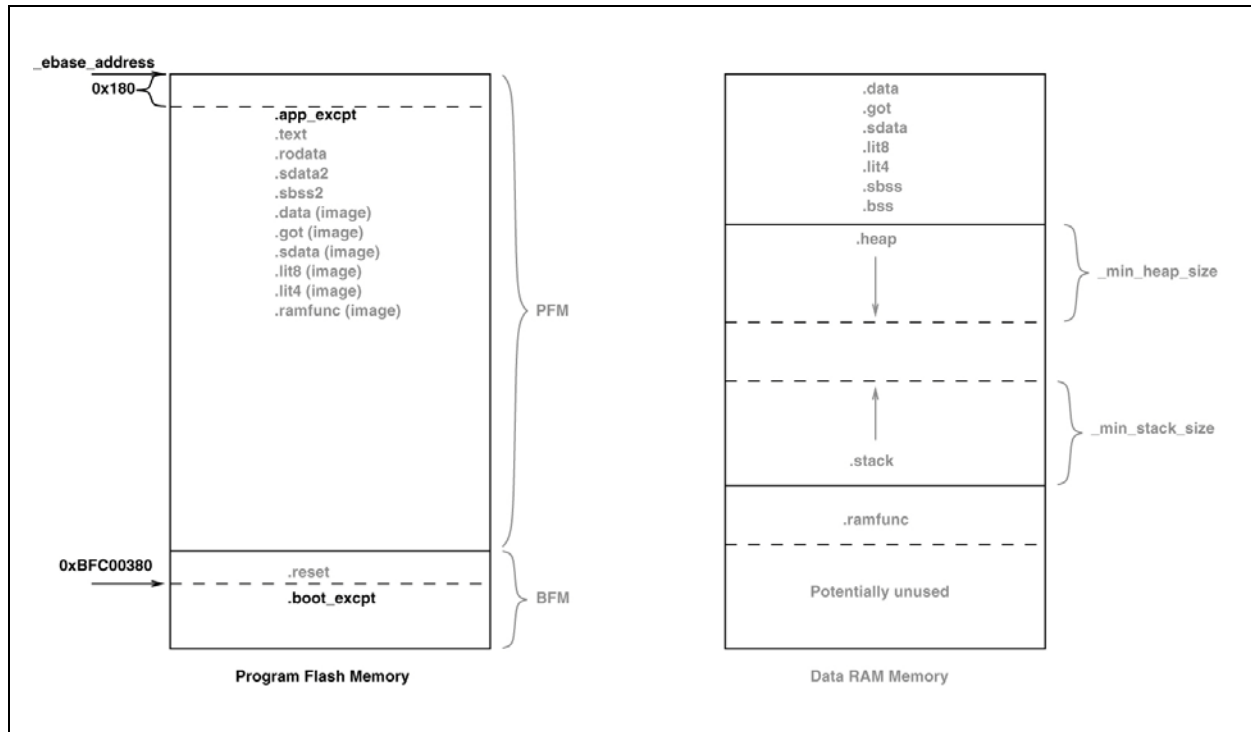 _ebase_address
0x180
.app_excpt
.text
.rodata
.sdata2
.sbss2
.data (image)
.got (image)
.sdata (image)
.lit8 (image)
.lit4 (image)
.ramfunc (image)
PFM
0xBFC00380
.reset
.boot_excpt
BFM
Program Flash Memory
.data
.got
.sdata
.lit8
.lit4
.sbss
.bss
.heap
_min_heap_size
_min_stack_size
.stack
.ramfunc
Potentially unused
Data RAM Memory